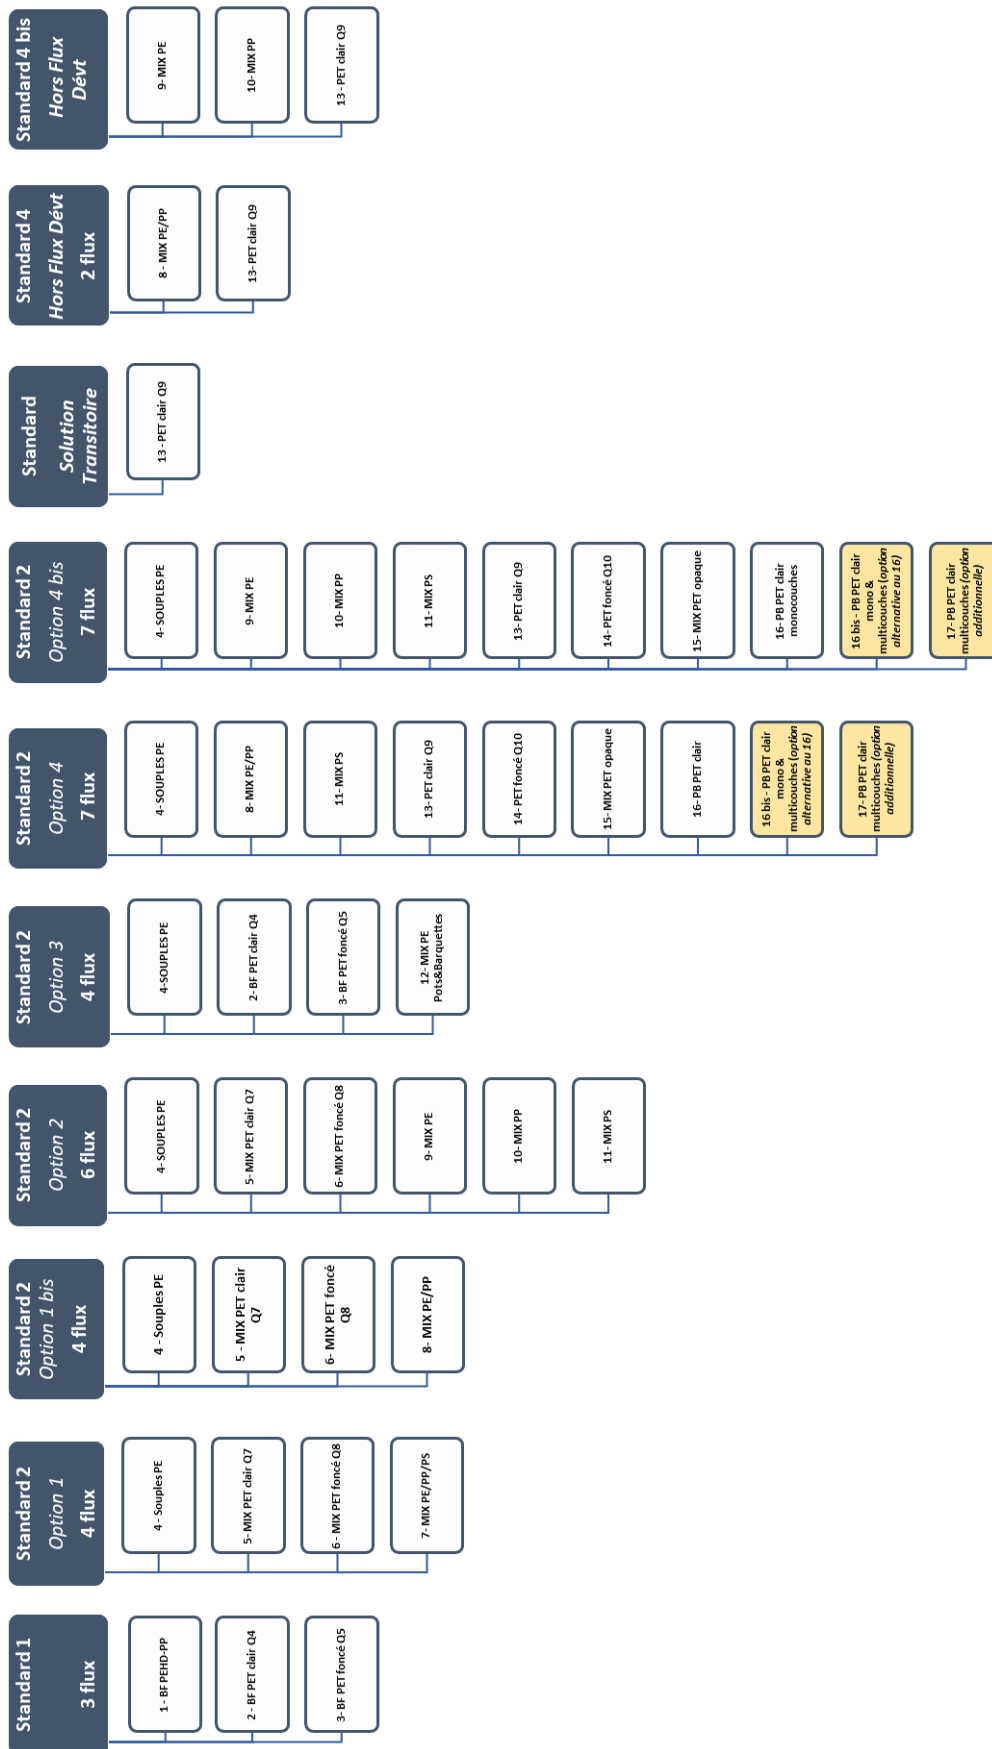 Standard 1
3 flux
1 - BF PEHD-PP
2 - BF PET clair Q4
3- BF PET foncé Q5
Standard 2
Option 1
4 flux
4 - Souples PE
5- MIX PET clair Q7
6 - MIX PET foncé Q8
7- MIX PE/PP/PS
Standard 2
Option 1 bis
4 flux
4 - Souples PE
5 - MIX PET clair
Q7
6- MIX PET foncé
Q8
8- MIX PE/PP
Standard 2
Option 2
6 flux
4- SOUPLES PE
5- MIX PET clair Q7
6- MIX PET foncé Q8
9- MIX PE
10- MIX PP
11- MIX PS
Standard 2
Option 3
4 flux
4-SOUPLES PE
2- BF PET clair Q4
3- BF PET foncé Q5
12- MIX PE
Pots&Barquettes
Standard 2
Option 4
7 flux
4- SOUPLES PE
8- MIX PE/PP
11- MIX PS
13- PET clair Q9
14- PET foncé Q10
15- MIX PET opaque
16- PB PET clair
16 bis - PB PET clair
mono &
multicouches (option
alternative au 16)
17- PB PET clair
multicouches (option
additionnelle)
Standard 2
Option 4 bis
7 flux
4- SOUPLES PE
9- MIX PE
10- MIX PP
11- MIX PS
13- PET clair Q9
14- PET foncé Q10
15- MIX PET opaque
16- PB PET clair
monocouches
16 bis - PB PET clair
mono &
multicouches (option
alternative au 16)
17- PB PET clair
multicouches (option
additionnelle)
Standard
Solution
Transitoire
13 - PET clair Q9
Standard 4
Hors Flux Dévt
2 flux
8 - MIX PE/PP
13- PET clair Q9
Standard 4 bis
Hors Flux
Dévt
9- MIX PE
10- MIX PP
13 - PET clair Q9